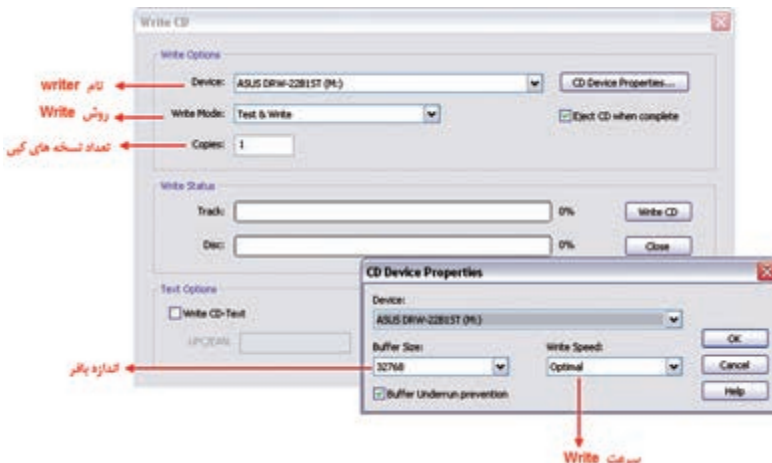 Write CD
Write Options
نام writer
Device: ASUS DRW-22B1ST (M:) CD Device Properties...
روش Write
Write Mode: Test & Write Eject CD when complete
تعداد نسخه های کپی
Copies: 1
Write Status
Track: 0% Write CD
Disc: 0% Close
Text Options
Write CD-Text
UPC/EAN:
CD Device Properties
Device:
ASUS DRW-22B1ST (M:)
OK
Buffer Size: Write Speed:
اندازه بافر
32768 Optimal Cancel
Buffer Underrun prevention Help
سرعت Write